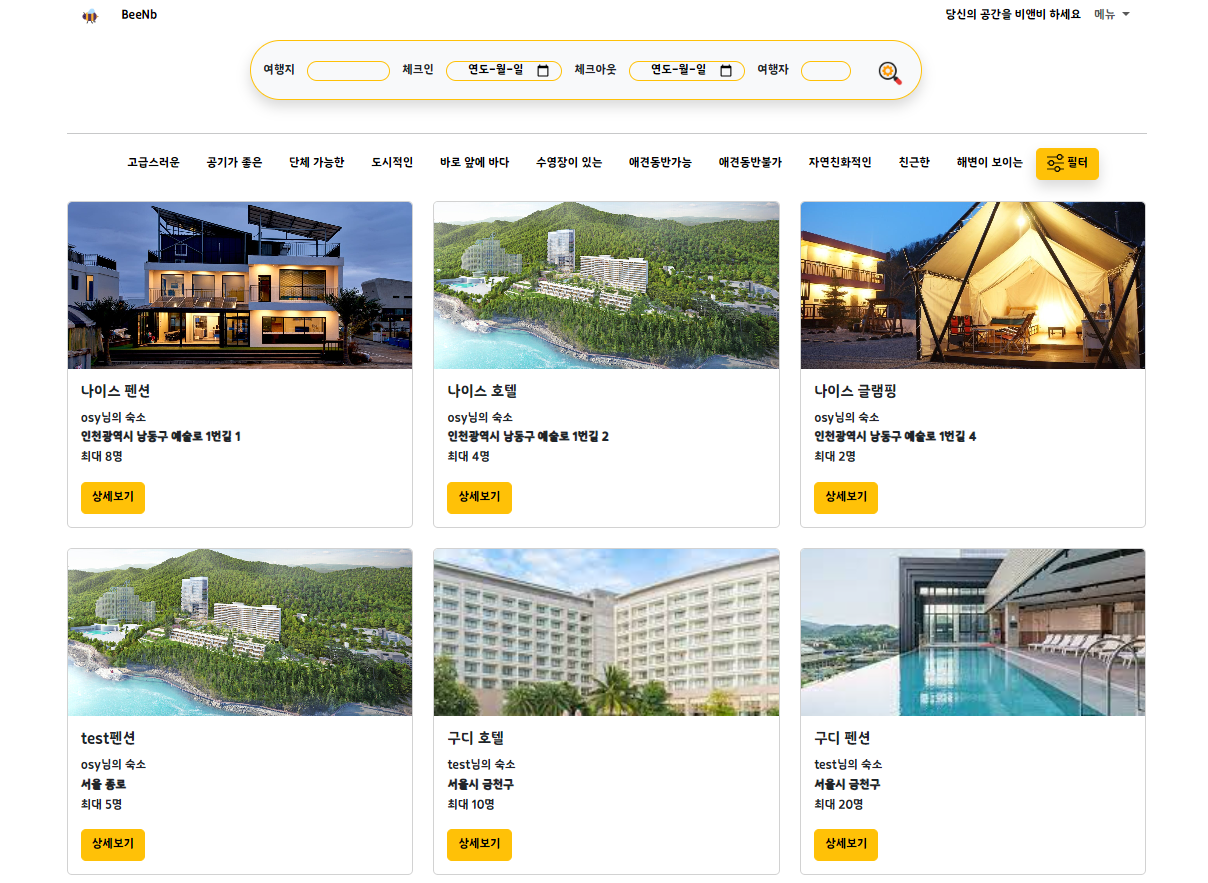 BeeNb 당신의 공간을 비앤비 하세요 메뉴
여행지 체크인 연도-월-일 체크아웃 연도-월-일 여행자
고급스러운 공기가 좋은 단체 가능한 도시적인 바로 앞에 바다 수영장이 있는 애견동반가능 애견동반불가 자연친화적인 친근한 해변이 보이는 필터
나이스 펜션
osy님의 숙소
인천광역시 남동구 예술로 1번길 1
최대 8명
상세보기
나이스 호텔
osy님의 숙소
인천광역시 남동구 예술로 1번길 2
최대 4명
상세보기
나이스 글램핑
osy님의 숙소
인천광역시 남동구 예술로 1번길 4
최대 2명
상세보기
test펜션
osy님의 숙소
서울 종로
최대 5명
상세보기
구디 호텔
test님의 숙소
서울시 금천구
최대 10명
상세보기
구디 펜션
test님의 숙소
서울시 금천구
최대 20명
상세보기